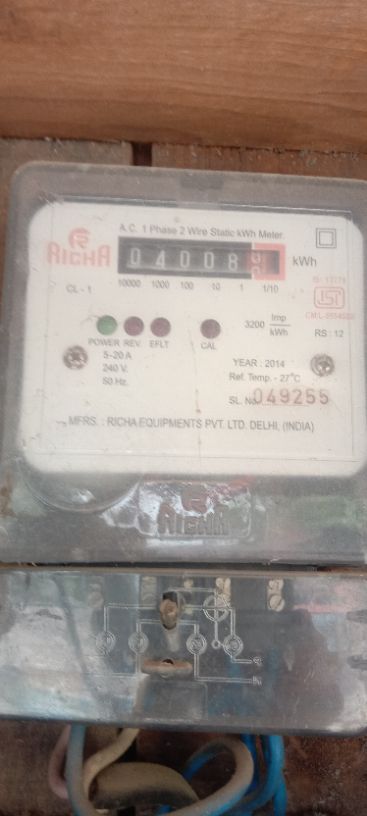 RICHA
A.C. 1 Phase 2 Wire Static kWh Meter
04008 kWh
10000 1000 100 10 1 1/10
CL - 1
IS : 13779
POWER REV. EFLT CAL
3200 Imp
kWh
RS : 12
5-20 A
240 V.
50 Hz.
YEARS : 2014
Ref. Temp. - 27°C
SL. No. 049255
MFRS. : RICHA EQUIPMENTS PVT. LTD. DELHI, (INDIA)
RICHA